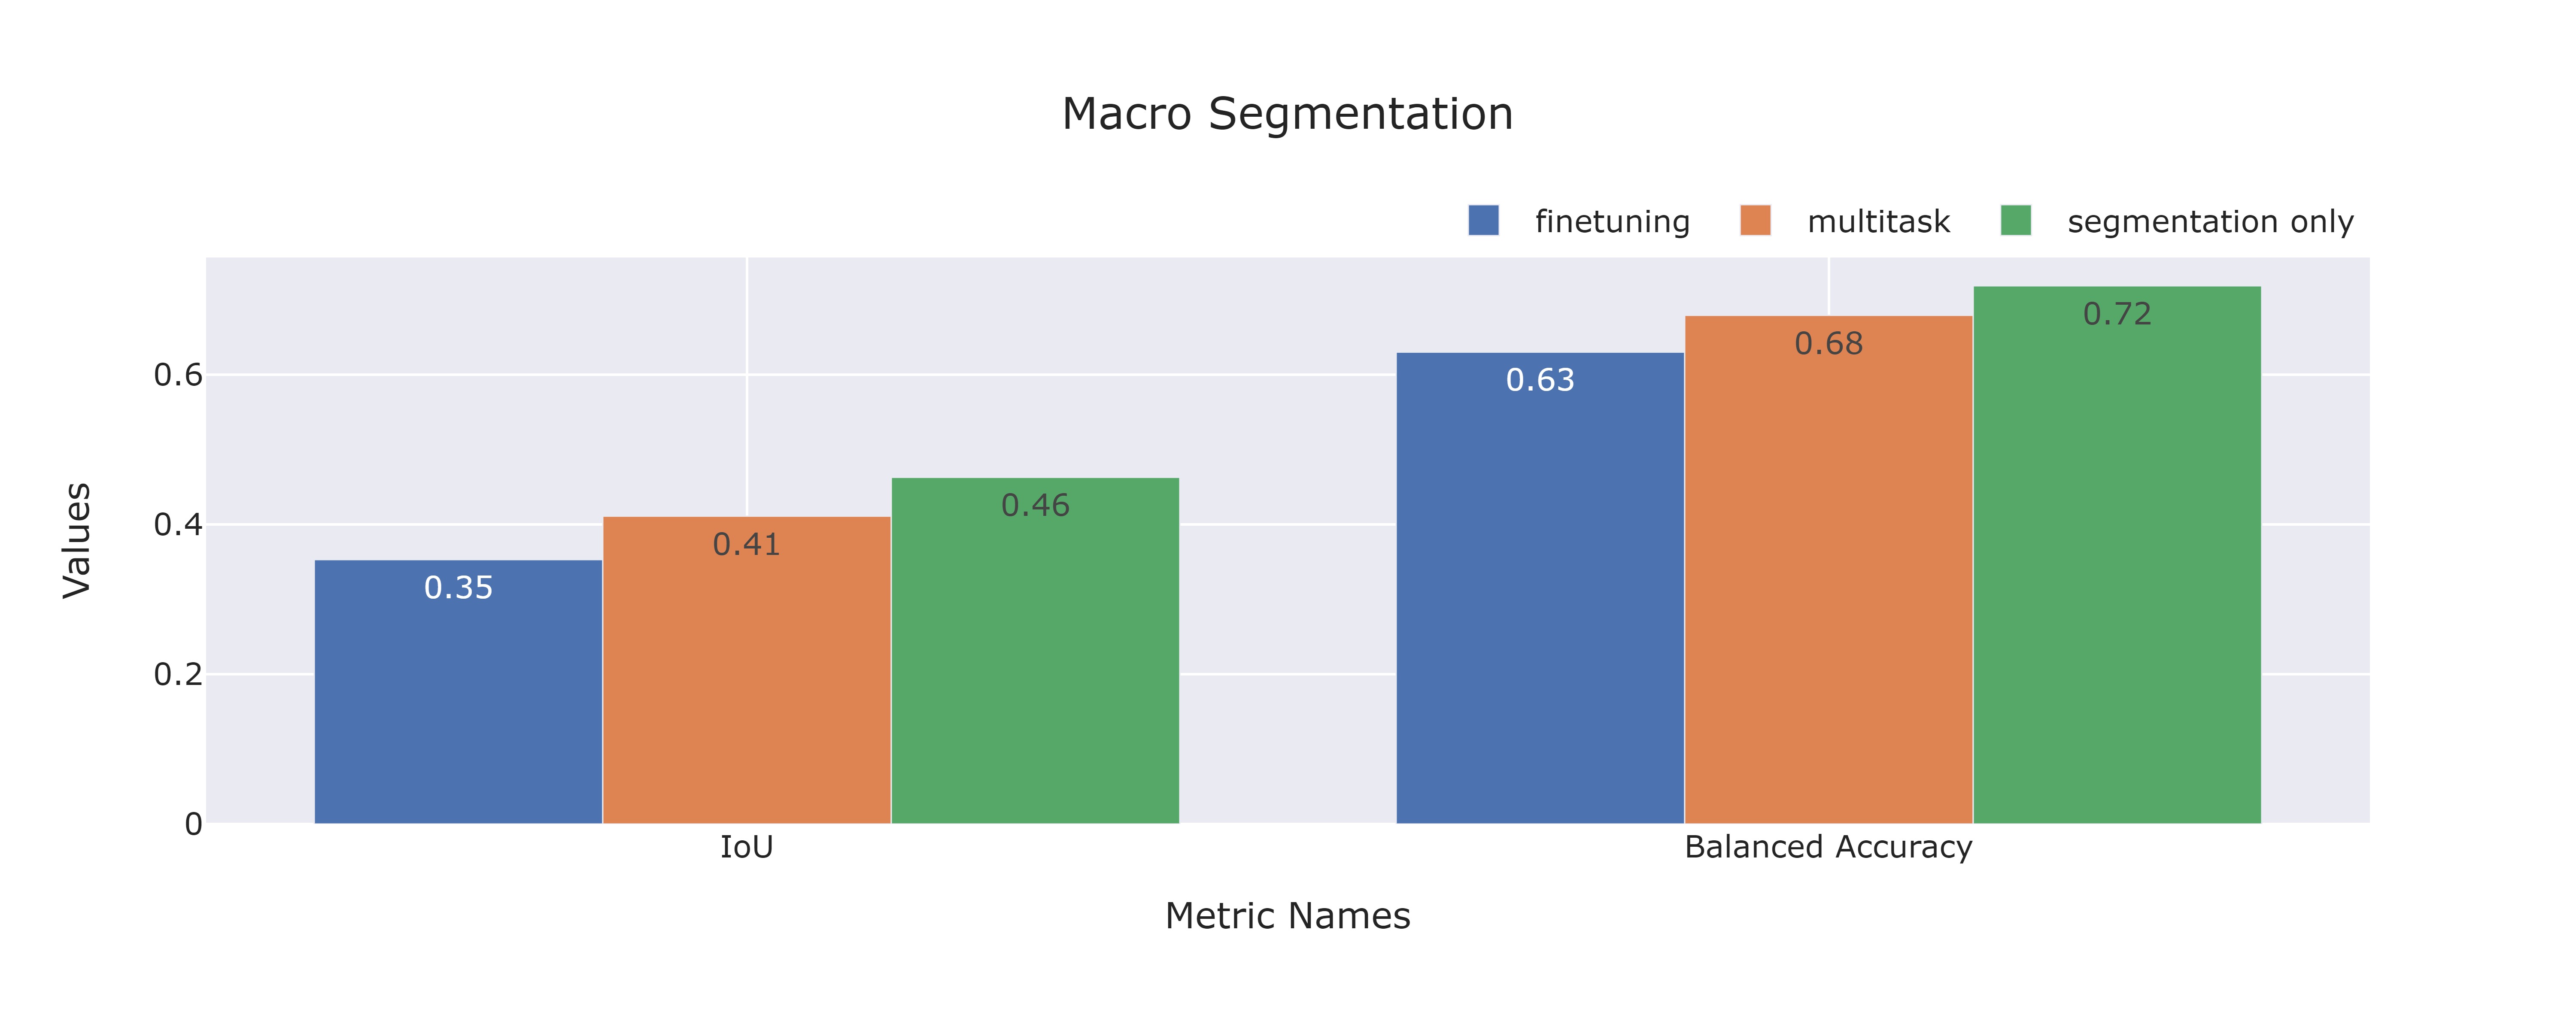 Macro Segmentation
finetuning multitask segmentation only
0.72
0.68
0.6
0.63
0.46
0.4
0.41
0.35
0.2
0
Values
IoU Balanced Accuracy
Metric Names